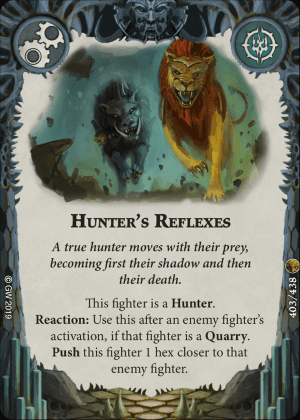 HUNTER'S REFLEXES
A true hunter moves with their prey,
becoming first their shadow and then
their death.
This fighter is a Hunter.
Reaction: Use this after an enemy fighter's
activation, if that fighter is a Quarry.
Push this fighter 1 hex closer to that
enemy fighter.
© GW 2019
403/438